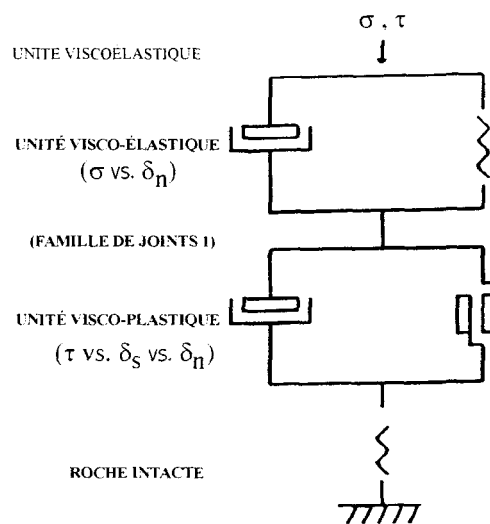 σ , τ
UNITE VISCOÉLASTIQUE
UNITÉ VISCO-ÉLASTIQUE
(σ vs. δn)
(FAMILLE DE JOINTS 1)
UNITÉ VISCO-PLASTIQUE
(τ vs. δs vs. δn)
ROCHE INTACTE